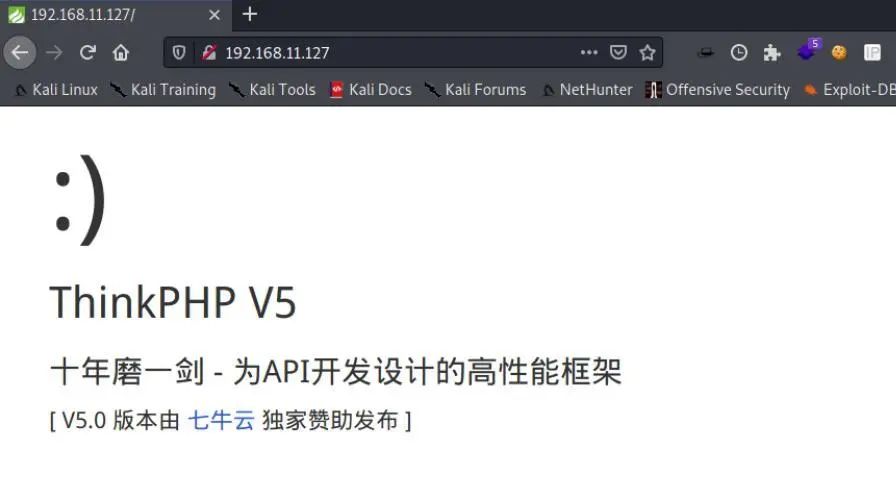 192.168.11.127/
192.168.11.127
5
IP
Kali Linux Kali Training Kali Tools Kali Docs Kali Forums NetHunter Offensive Security Exploit-DB
:)
ThinkPHP V5
十年磨一剑 - 为API开发设计的高性能框架
[ V5.0 版本由 七牛云 独家赞助发布 ]